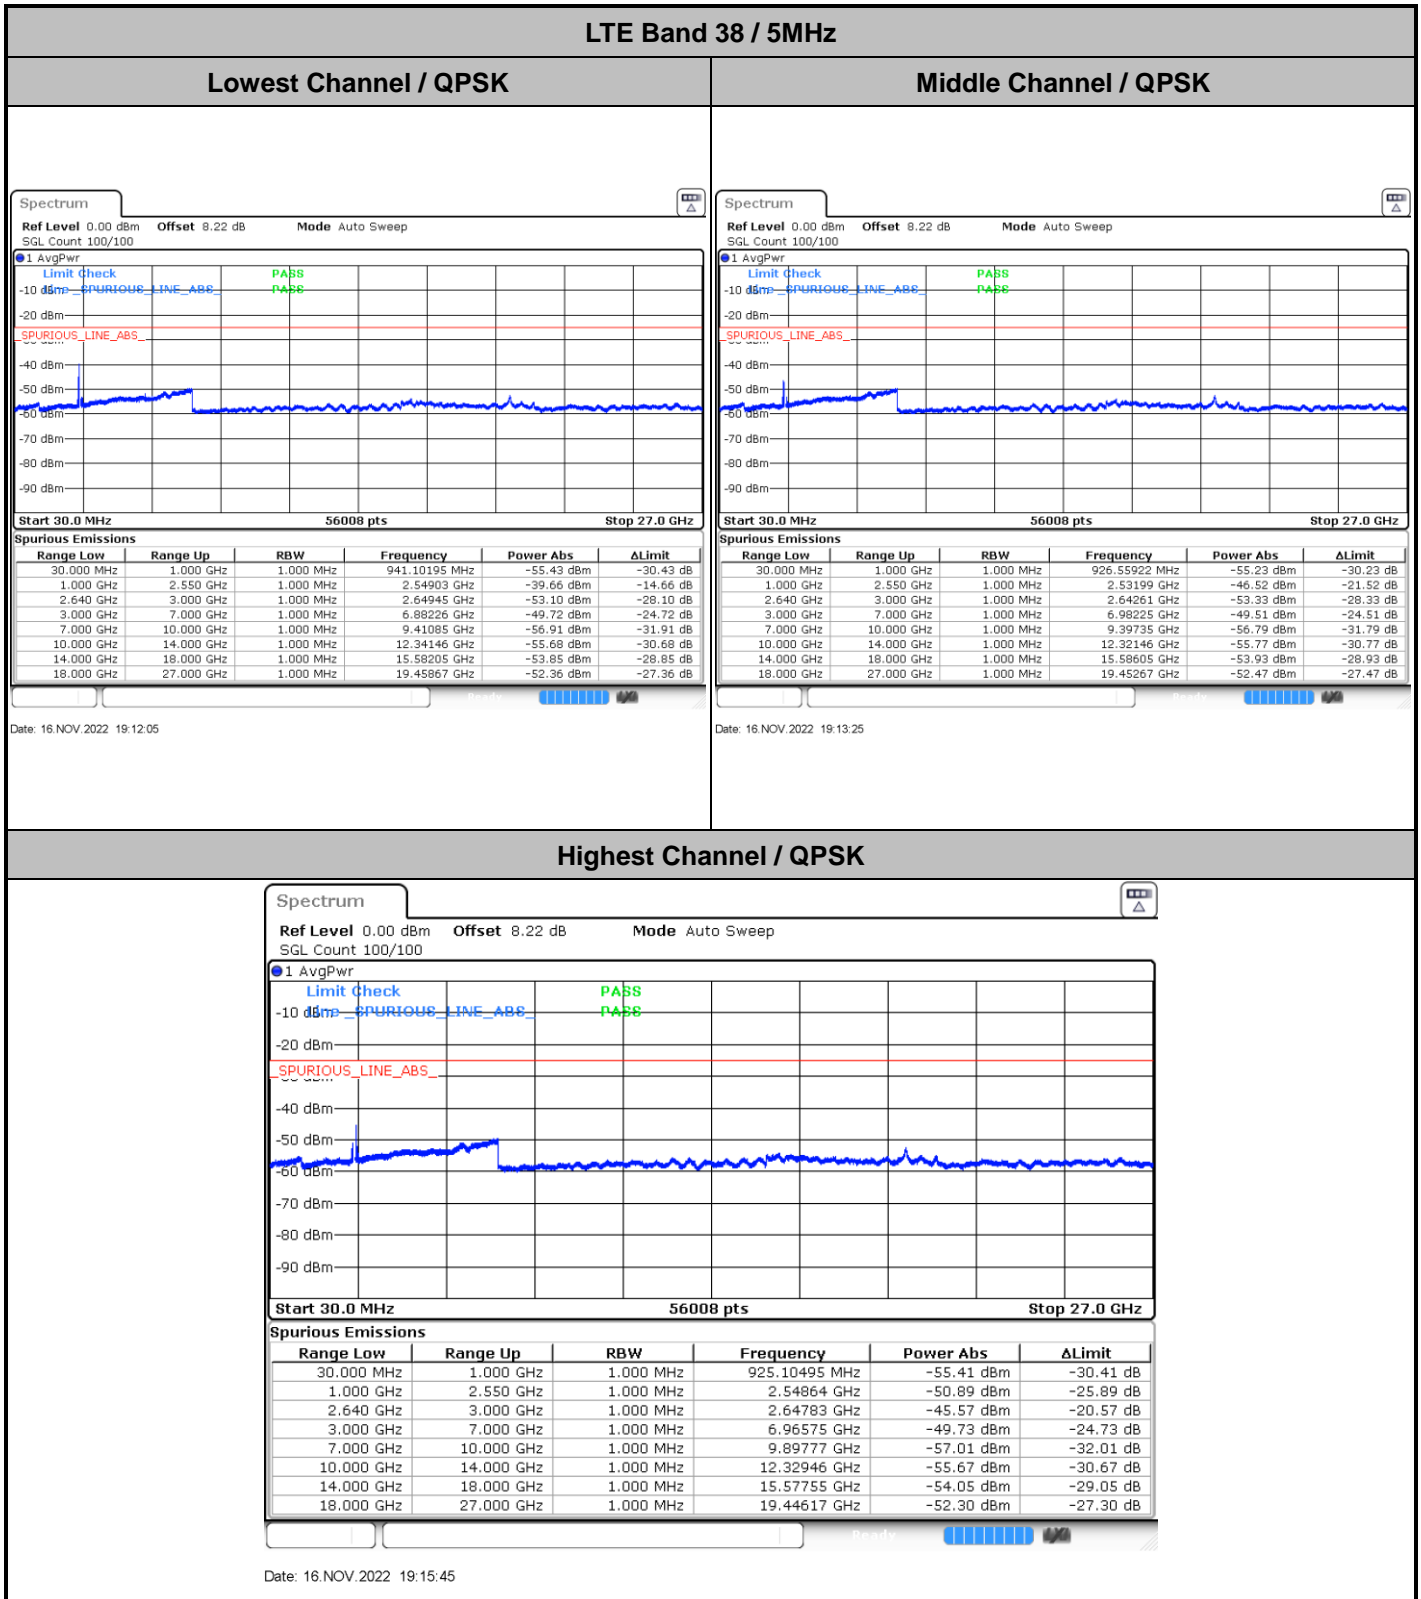 LTE Band 38 / 5MHz
Lowest Channel / QPSK
Middle Channel / QPSK
Spectrum
Ref Level 0.00 dBm Offset 8.22 dB Mode Auto Sweep
SGL Count 100/100
1 AvgPwr
Limit Check PASS
Line _SPURIOUS_LINE_ABS_ PASS
-10 dBm
-20 dBm
_SPURIOUS_LINE_ABS_
-30 dBm
-40 dBm
-50 dBm
-60 dBm
-70 dBm
-80 dBm
-90 dBm
Start 30.0 MHz 56008 pts Stop 27.0 GHz
Spurious Emissions
Range Low Range Up RBW Frequency Power Abs ΔLimit
30.000 MHz 1.000 GHz 1.000 MHz 941.10195 MHz -55.43 dBm -30.43 dB
1.000 GHz 2.550 GHz 1.000 MHz 2.54903 GHz -39.66 dBm -14.66 dB
2.640 GHz 3.000 GHz 1.000 MHz 2.64945 GHz -53.10 dBm -28.10 dB
3.000 GHz 7.000 GHz 1.000 MHz 6.88226 GHz -49.72 dBm -24.72 dB
7.000 GHz 10.000 GHz 1.000 MHz 9.41085 GHz -56.91 dBm -31.91 dB
10.000 GHz 14.000 GHz 1.000 MHz 12.34146 GHz -55.68 dBm -30.68 dB
14.000 GHz 18.000 GHz 1.000 MHz 15.58205 GHz -53.85 dBm -28.85 dB
18.000 GHz 27.000 GHz 1.000 MHz 19.45867 GHz -52.36 dBm -27.36 dB
Ready
Date: 16.NOV.2022 19:12:05
Spectrum
Ref Level 0.00 dBm Offset 8.22 dB Mode Auto Sweep
SGL Count 100/100
1 AvgPwr
Limit Check PASS
Line _SPURIOUS_LINE_ABS_ PASS
-10 dBm
-20 dBm
_SPURIOUS_LINE_ABS_
-30 dBm
-40 dBm
-50 dBm
-60 dBm
-70 dBm
-80 dBm
-90 dBm
Start 30.0 MHz 56008 pts Stop 27.0 GHz
Spurious Emissions
Range Low Range Up RBW Frequency Power Abs ΔLimit
30.000 MHz 1.000 GHz 1.000 MHz 926.55922 MHz -55.23 dBm -30.23 dB
1.000 GHz 2.550 GHz 1.000 MHz 2.53199 GHz -46.52 dBm -21.52 dB
2.640 GHz 3.000 GHz 1.000 MHz 2.64261 GHz -53.33 dBm -28.33 dB
3.000 GHz 7.000 GHz 1.000 MHz 6.98225 GHz -49.51 dBm -24.51 dB
7.000 GHz 10.000 GHz 1.000 MHz 9.39735 GHz -56.79 dBm -31.79 dB
10.000 GHz 14.000 GHz 1.000 MHz 12.32146 GHz -55.77 dBm -30.77 dB
14.000 GHz 18.000 GHz 1.000 MHz 15.58605 GHz -53.93 dBm -28.93 dB
18.000 GHz 27.000 GHz 1.000 MHz 19.45267 GHz -52.47 dBm -27.47 dB
Ready
Date: 16.NOV.2022 19:13:25
Highest Channel / QPSK
Spectrum
Ref Level 0.00 dBm Offset 8.22 dB Mode Auto Sweep
SGL Count 100/100
1 AvgPwr
Limit Check PASS
Line _SPURIOUS_LINE_ABS_ PASS
-10 dBm
-20 dBm
_SPURIOUS_LINE_ABS_
-30 dBm
-40 dBm
-50 dBm
-60 dBm
-70 dBm
-80 dBm
-90 dBm
Start 30.0 MHz 56008 pts Stop 27.0 GHz
Spurious Emissions
Range Low Range Up RBW Frequency Power Abs ΔLimit
30.000 MHz 1.000 GHz 1.000 MHz 925.10495 MHz -55.41 dBm -30.41 dB
1.000 GHz 2.550 GHz 1.000 MHz 2.54864 GHz -50.89 dBm -25.89 dB
2.640 GHz 3.000 GHz 1.000 MHz 2.64783 GHz -45.57 dBm -20.57 dB
3.000 GHz 7.000 GHz 1.000 MHz 6.96575 GHz -49.73 dBm -24.73 dB
7.000 GHz 10.000 GHz 1.000 MHz 9.89777 GHz -57.01 dBm -32.01 dB
10.000 GHz 14.000 GHz 1.000 MHz 12.32946 GHz -55.67 dBm -30.67 dB
14.000 GHz 18.000 GHz 1.000 MHz 15.57755 GHz -54.05 dBm -29.05 dB
18.000 GHz 27.000 GHz 1.000 MHz 19.44617 GHz -52.30 dBm -27.30 dB
Ready
Date: 16.NOV.2022 19:15:45